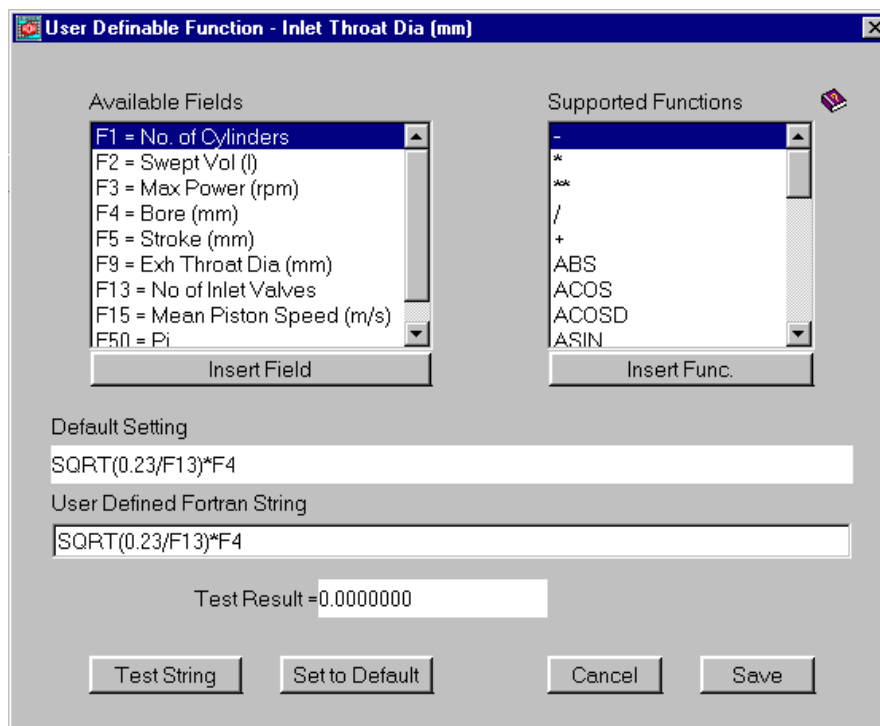 User Definable Function - Inlet Throat Dia (mm)
Available Fields
Supported Functions
F1 = No. of Cylinders
F2 = Swept Vol (l)
F3 = Max Power (rpm)
F4 = Bore (mm)
F5 = Stroke (mm)
F9 = Exh Throat Dia (mm)
F13 = No of Inlet Valves
F15 = Mean Piston Speed (m/s)
F50 = Pi
-
*
**
/
+
ABS
ACOS
ACOSD
ASIN
Insert Field
Insert Func.
Default Setting
SQRT(0.23/F13)*F4
User Defined Fortran String
SQRT(0.23/F13)*F4
Test Result =0.0000000
Test String
Set to Default
Cancel
Save